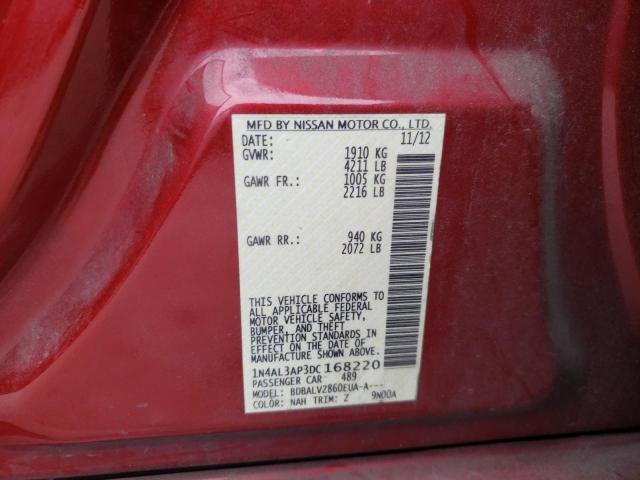 MFD BY NISSAN MOTOR CO., LTD.
DATE: 11/12
GVWR: 1910 KG
4211 LB
GAWR FR.: 1005 KG
2216 LB
GAWR RR.: 940 KG
2072 LB
THIS VEHICLE CONFORMS TO
ALL APPLICABLE FEDERAL
MOTOR VEHICLE SAFETY,
BUMPER, AND THEFT
PREVENTION STANDARDS IN
EFFECT ON THE DATE OF
MANUFACTURE SHOWN ABOVE.
1N4AL3AP3DC168220
PASSENGER CAR 489
MODEL: BDBALV2860EUA-A---
COLOR: NAH TRIM: Z 9N00A